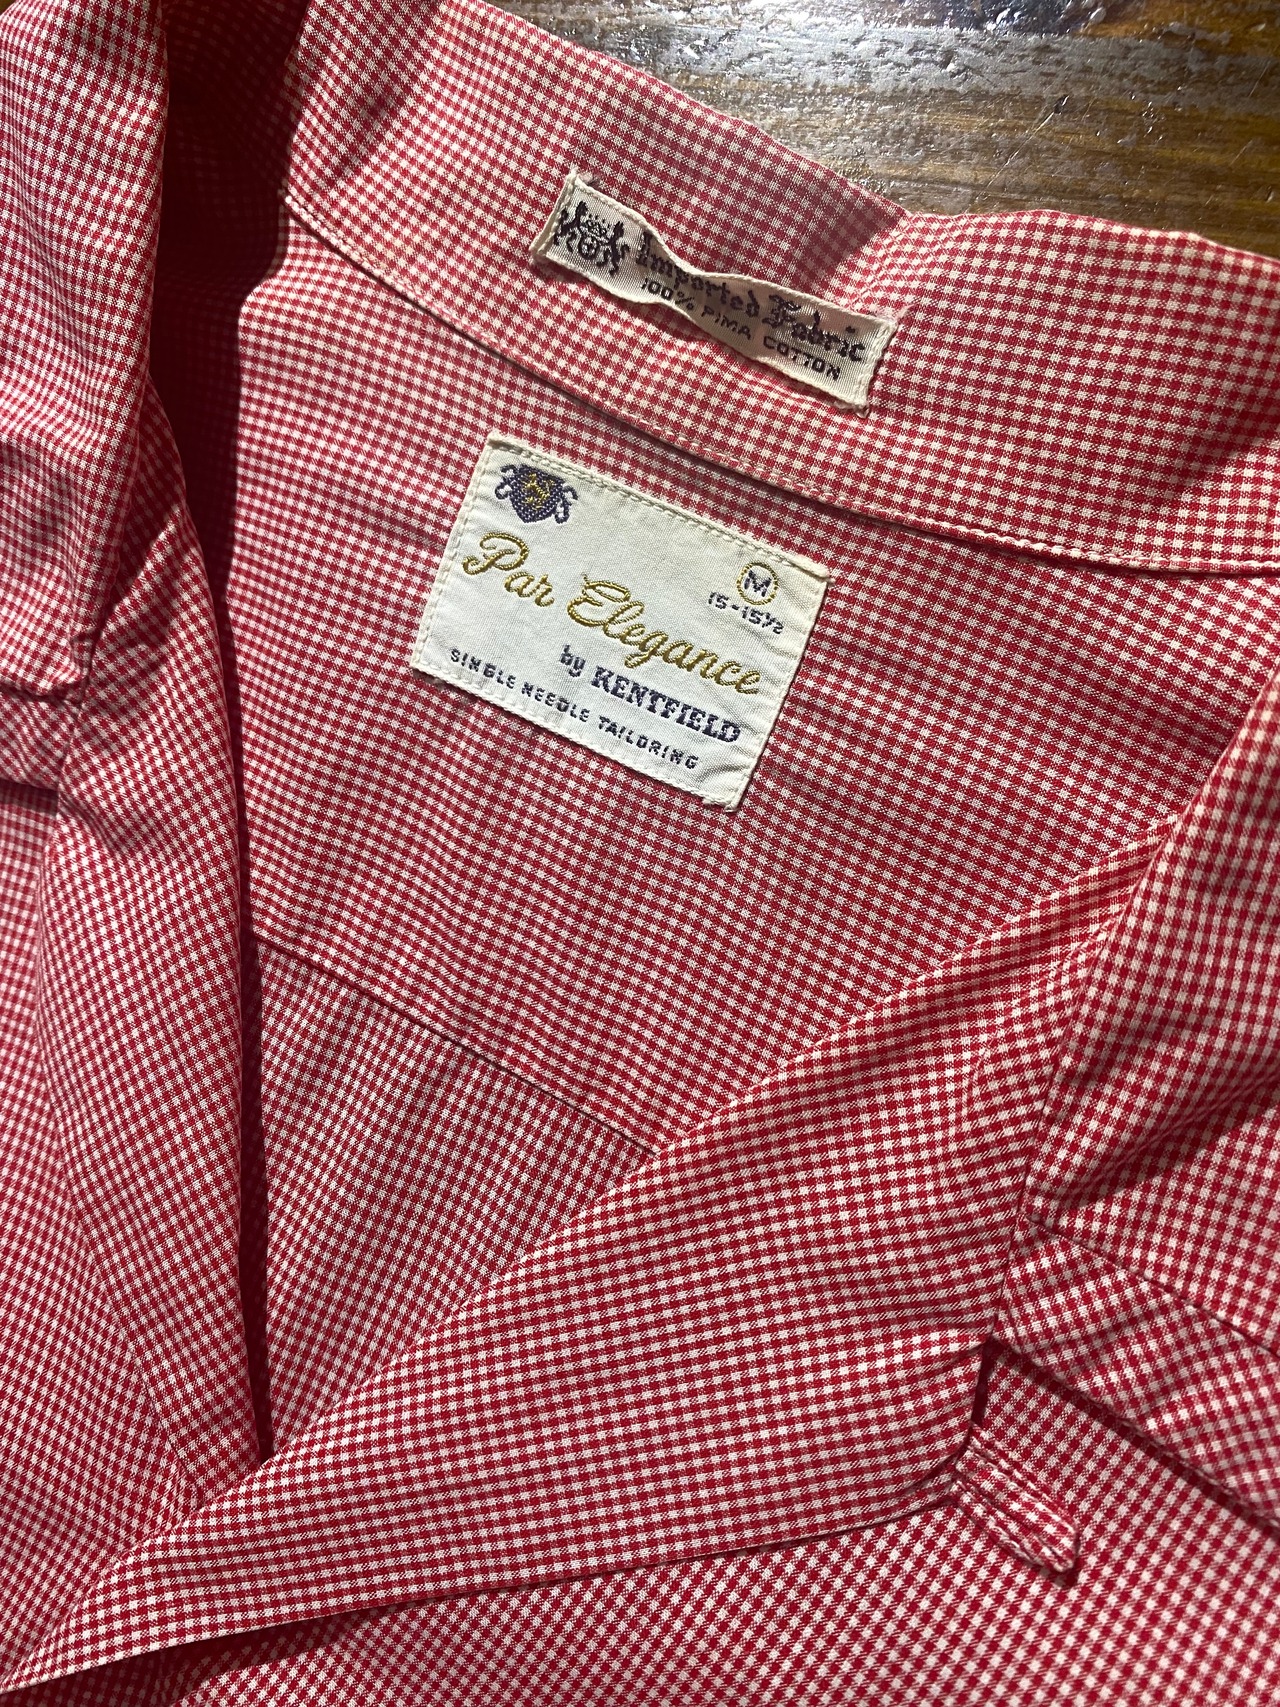 Imported Fabric
100% PIMA COTTON
M
15-15½
Par Elegance
by KENTFIELD
SINGLE NEEDLE TAILORING